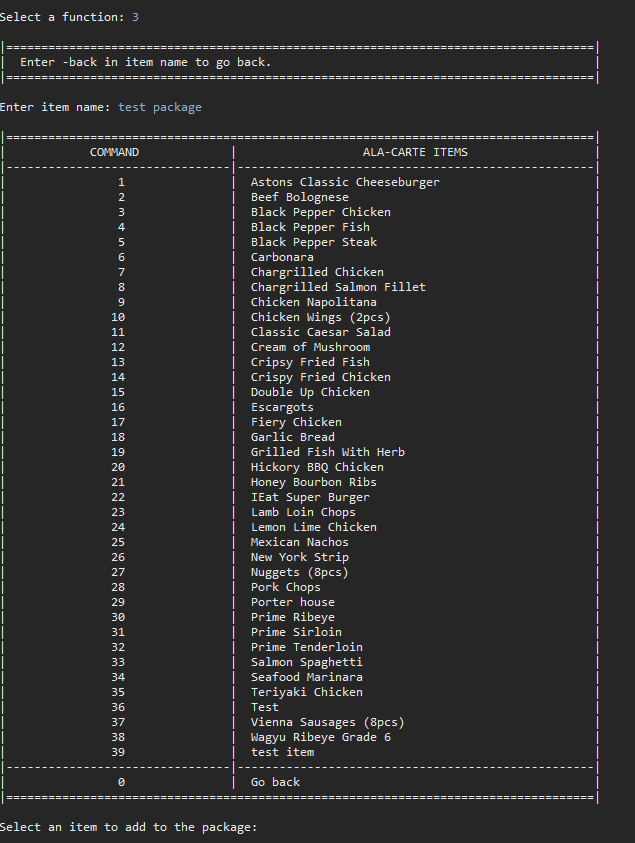 Select a function: 3
|====================================================================================|
| Enter -back in item name to go back. |
|====================================================================================|
Enter item name: test package
|====================================================================================|
| COMMAND | ALA-CARTE ITEMS |
|--------------------------------|---------------------------------------------------|
| 1 | Astons Classic Cheeseburger |
| 2 | Beef Bolognese |
| 3 | Black Pepper Chicken |
| 4 | Black Pepper Fish |
| 5 | Black Pepper Steak |
| 6 | Carbonara |
| 7 | Chargrilled Chicken |
| 8 | Chargrilled Salmon Fillet |
| 9 | Chicken Napolitana |
| 10 | Chicken Wings (2pcs) |
| 11 | Classic Caesar Salad |
| 12 | Cream of Mushroom |
| 13 | Cripsy Fried Fish |
| 14 | Crispy Fried Chicken |
| 15 | Double Up Chicken |
| 16 | Escargots |
| 17 | Fiery Chicken |
| 18 | Garlic Bread |
| 19 | Grilled Fish With Herb |
| 20 | Hickory BBQ Chicken |
| 21 | Honey Bourbon Ribs |
| 22 | IEat Super Burger |
| 23 | Lamb Loin Chops |
| 24 | Lemon Lime Chicken |
| 25 | Mexican Nachos |
| 26 | New York Strip |
| 27 | Nuggets (8pcs) |
| 28 | Pork Chops |
| 29 | Porter house |
| 30 | Prime Ribeye |
| 31 | Prime Sirloin |
| 32 | Prime Tenderloin |
| 33 | Salmon Spaghetti |
| 34 | Seafood Marinara |
| 35 | Teriyaki Chicken |
| 36 | Test |
| 37 | Vienna Sausages (8pcs) |
| 38 | Wagyu Ribeye Grade 6 |
| 39 | test item |
|--------------------------------|---------------------------------------------------|
| 0 | Go back |
|====================================================================================|
Select an item to add to the package: